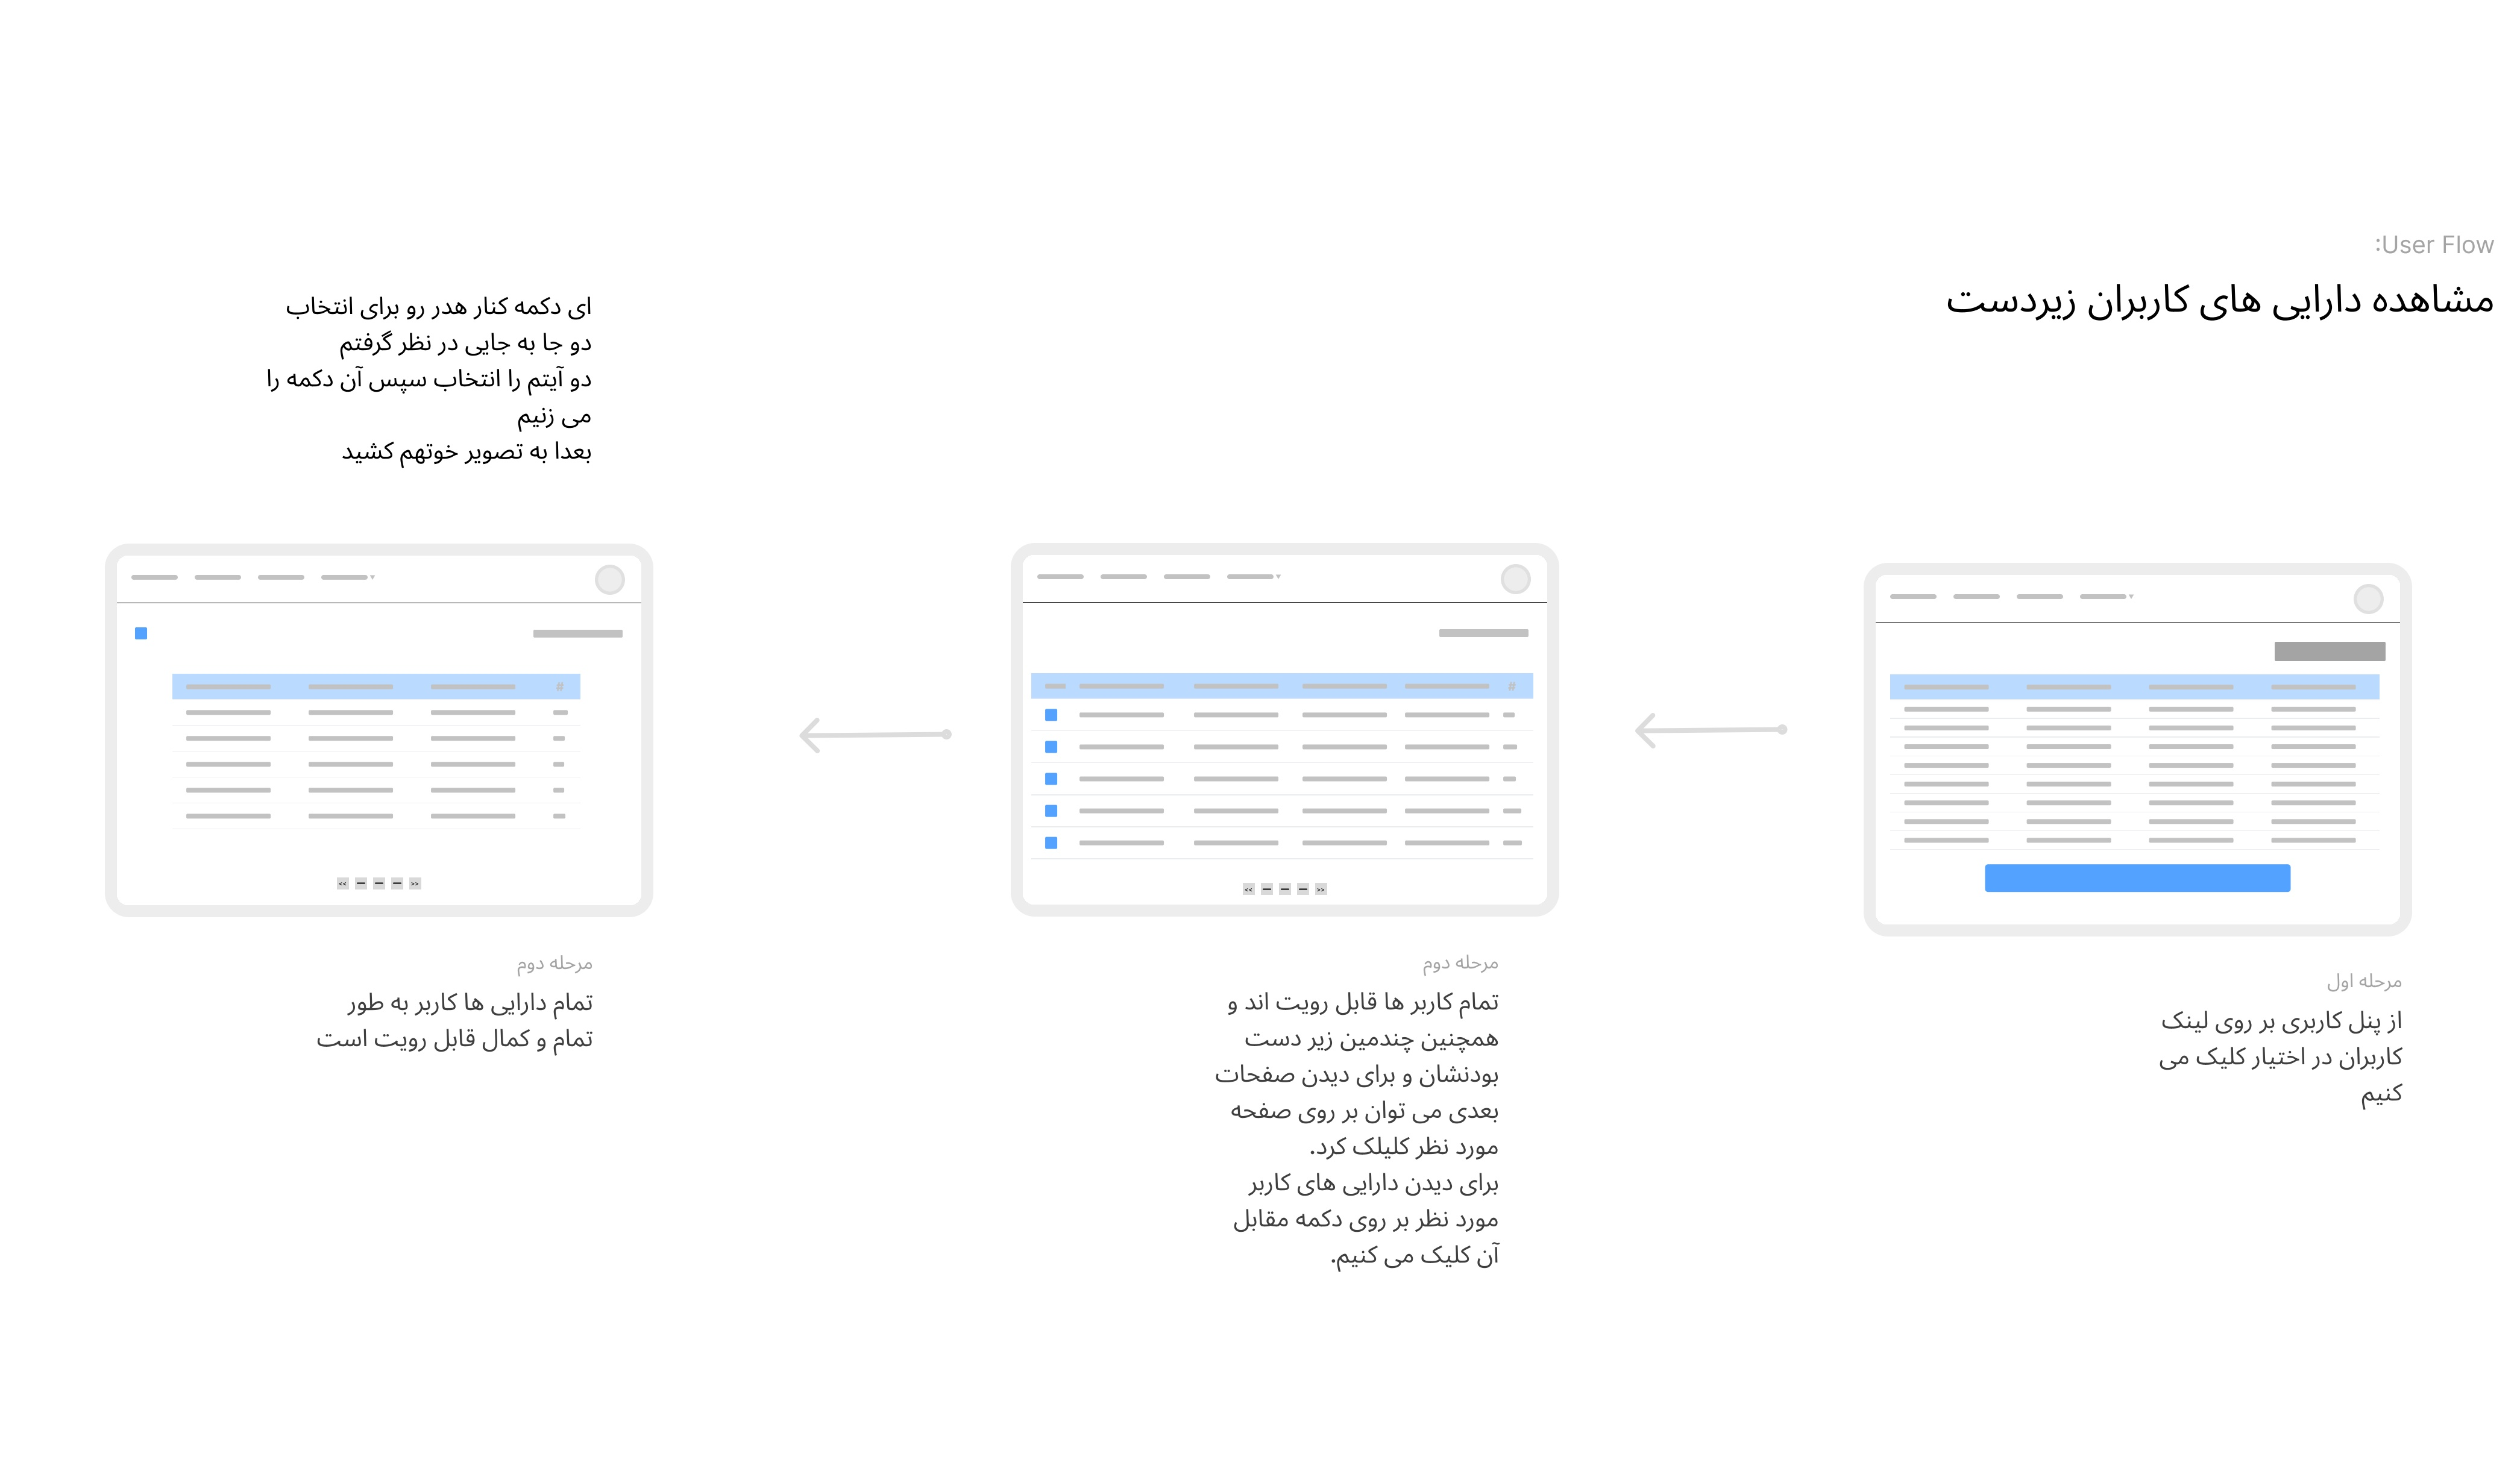 User Flow:
مشاهده دارایی های کاربران زیردست
#
مرحله اول
از پنل کاربری بر روی لینک
کاربران در اختیار کلیک می
کنیم
#
<< — — — >>
مرحله دوم
تمام کاربر ها قابل رویت اند و
همچنین چندمین زیر دست
بودنشان و برای دیدن صفحات
بعدی می توان بر روی صفحه
مورد نظر کلیلک کرد.
برای دیدن دارایی های کاربر
مورد نظر بر روی دکمه مقابل
آن کلیک می کنیم.
ای دکمه کنار هدر رو برای انتخاب
دو جا به جایی در نظر گرفتم
دو آیتم را انتخاب سپس آن دکمه را
می زنیم
بعدا به تصویر خوتهم کشید
#
<< — — — >>
مرحله دوم
تمام دارایی ها کاربر به طور
تمام و کمال قابل رویت است